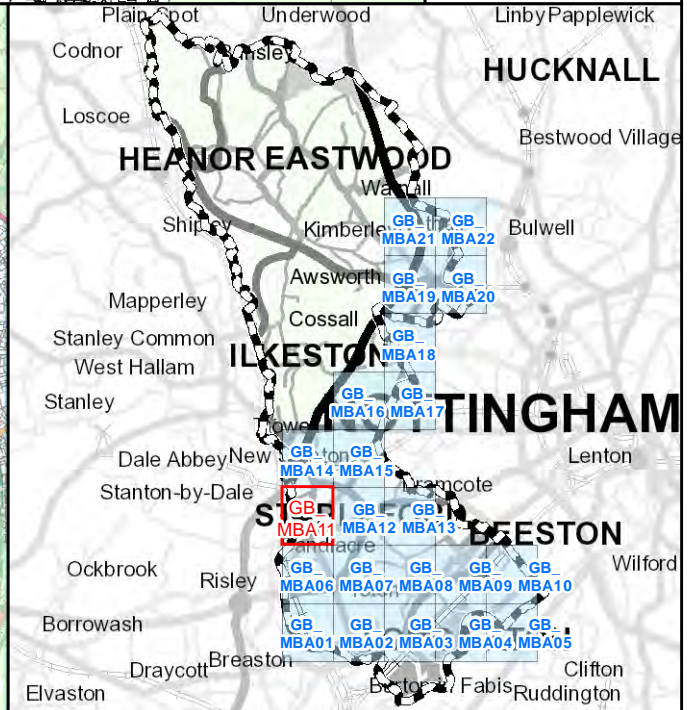 Plain Spot Underwood Linby Papplewick
Codnor
HUCKNALL
Loscoe
Bestwood Village
HEANOR EASTWOOD
Shipley Kimberley GB_ GB_ Bulwell
MBA21 MBA22
Awsworth GB_ GB_
Mapperley MBA19 MBA20
Cossall
Stanley Common GB_
ILKESTON MBA18
West Hallam
Stanley GB_ GB_
MBA16 MBA17 TTINGHAM
Dale Abbey New GB_ GB_ Lenton
MBA14 MBA15
Stanton-by-Dale
GB_ GB_ GB_
MBA11 MBA12 MBA13 BEESTON
Ockbrook GB_ GB_ GB_ GB_ GB_ Wilford
Risley MBA06 MBA07 MBA08 MBA09 MBA10
Borrowash GB_ GB_ GB_ GB_ GB_
MBA01 MBA02 MBA03 MBA04 MBA05
Draycott Breaston Clifton
Elvaston Fabis Ruddington